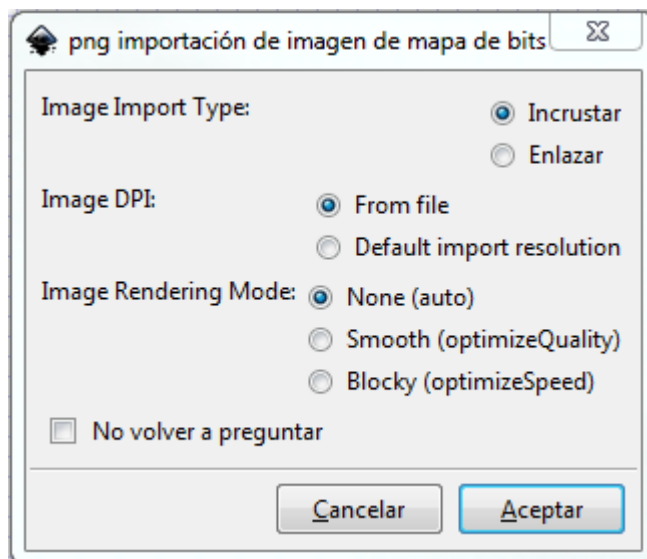 png importación de imagen de mapa de bits
Image Import Type:
Incrustar
Enlazar
Image DPI:
From file
Default import resolution
Image Rendering Mode:
None (auto)
Smooth (optimizeQuality)
Blocky (optimizeSpeed)
No volver a preguntar
Cancelar
Aceptar